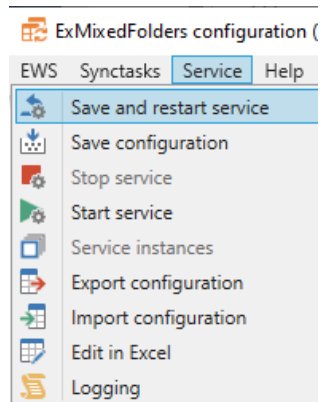 ExMixedFolders configuration (
EWS Synctasks Service Help
Save and restart service
Save configuration
Stop service
Start service
Service instances
Export configuration
Import configuration
Edit in Excel
Logging